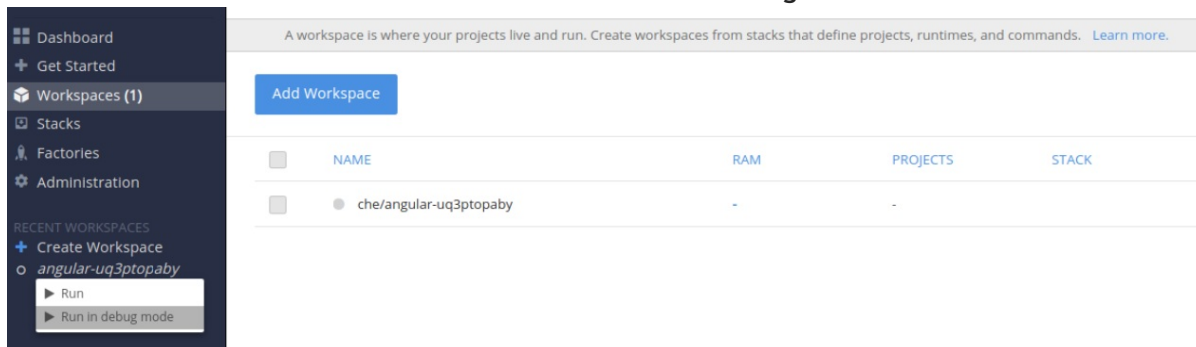 Dashboard
Get Started
Workspaces (1)
Stacks
Factories
Administration
RECENT WORKSPACES
Create Workspace
angular-uq3ptopaby
Run
Run in debug mode
A workspace is where your projects live and run. Create workspaces from stacks that define projects, runtimes, and commands. Learn more.
Add Workspace
NAME RAM PROJECTS STACK
che/angular-uq3ptopaby - -